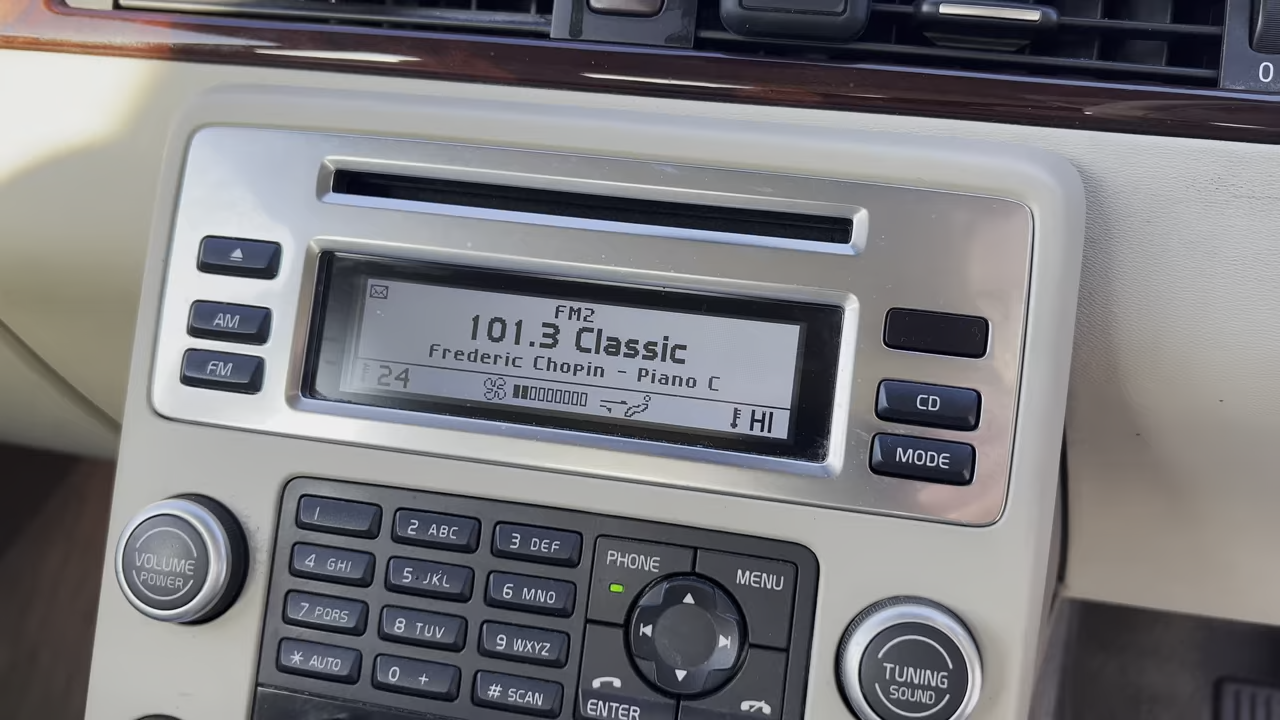 0
FM2
101.3 Classic
Frederic Chopin - Piano C
24
HI
AM
FM
CD
MODE
VOLUME
POWER
1
2 ABC
3 DEF
4 GHI
5 JKL
6 MNO
7 PQRS
8 TUV
9 WXYZ
* AUTO
0 +
# SCAN
PHONE
MENU
ENTER
TUNING
SOUND